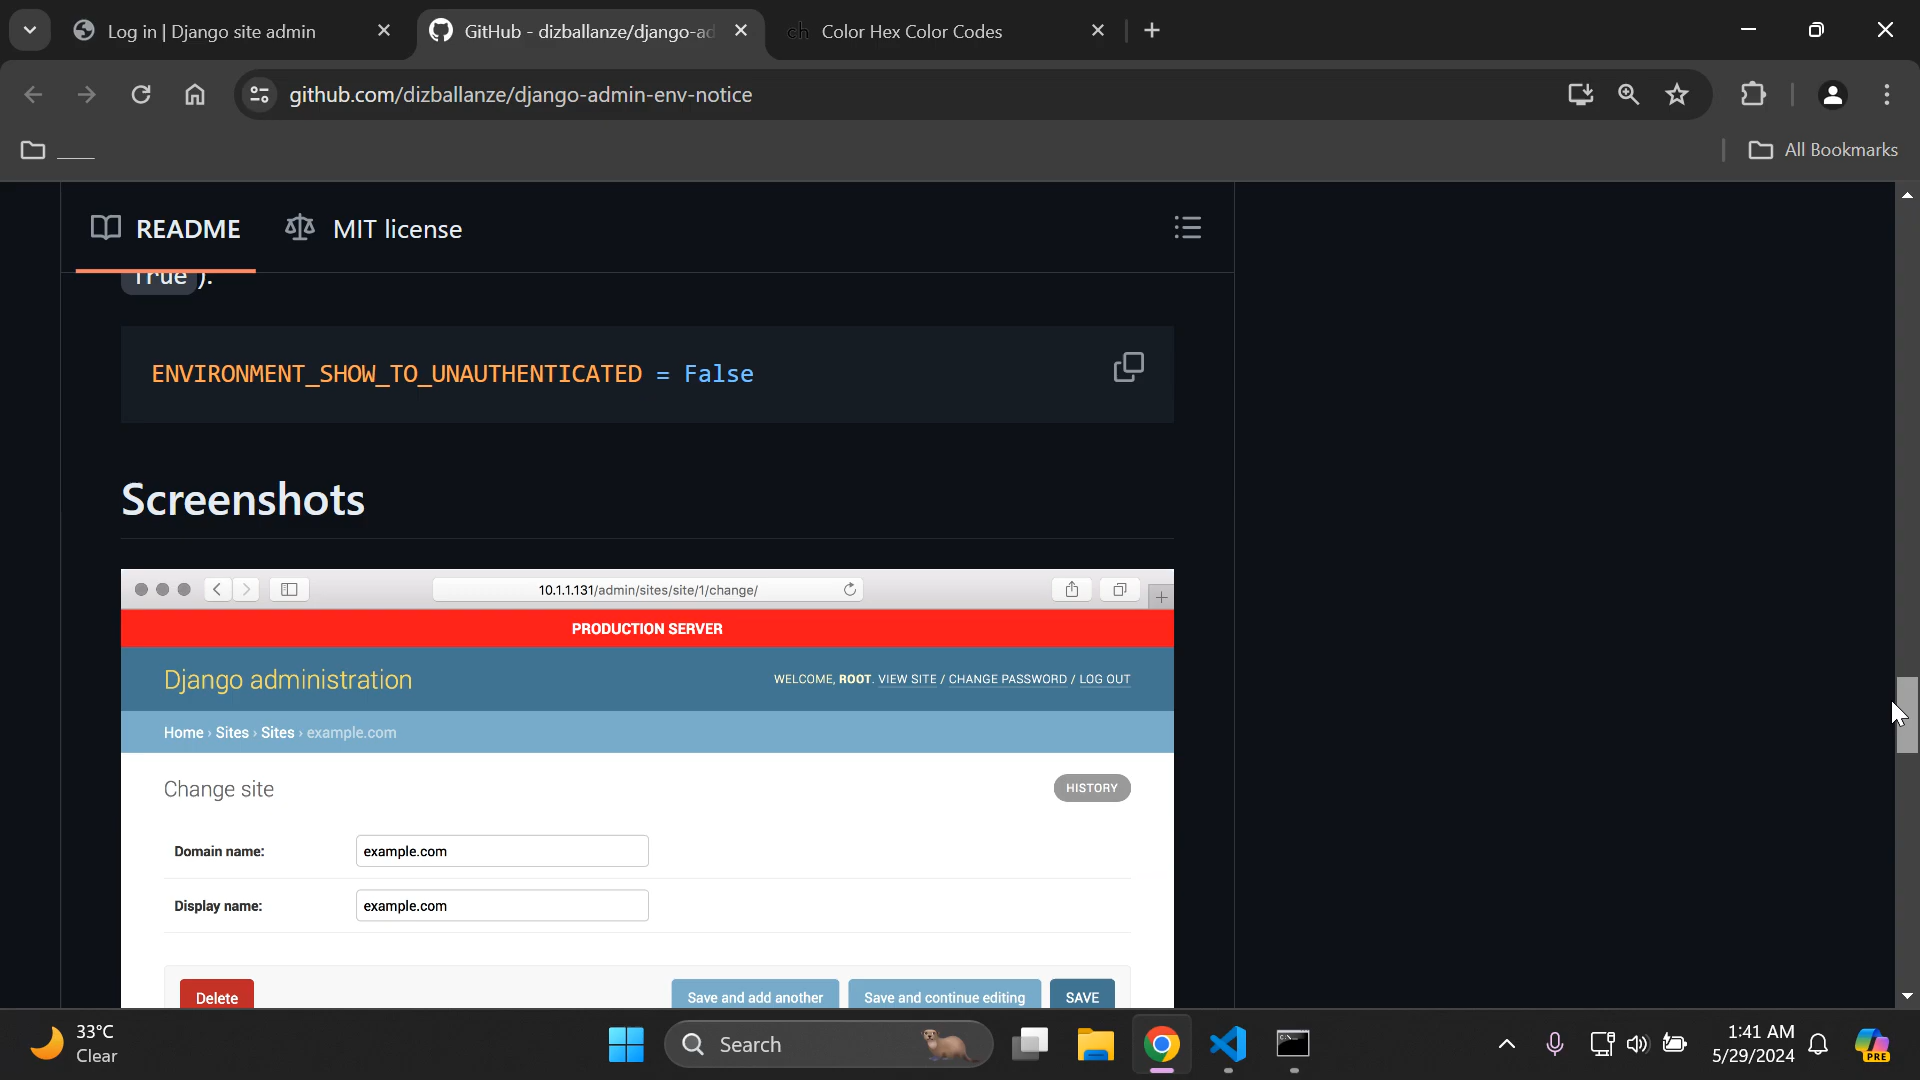 Log in | Django site admin
GitHub - dizballanze/django-ad
ch Color Hex Color Codes
github.com/dizballanze/django-admin-env-notice
____
All Bookmarks
README
MIT license
True ).
ENVIRONMENT_SHOW_TO_UNAUTHENTICATED = False
Screenshots
10.1.1.131/admin/sites/site/1/change/
PRODUCTION SERVER
Django administration
WELCOME, ROOT. VIEW SITE / CHANGE PASSWORD / LOG OUT
Home › Sites › Sites › example.com
Change site
HISTORY
Domain name:
example.com
Display name:
example.com
Delete
Save and add another
Save and continue editing
SAVE
33°C
Clear
Search
1:41 AM
5/29/2024
PRE